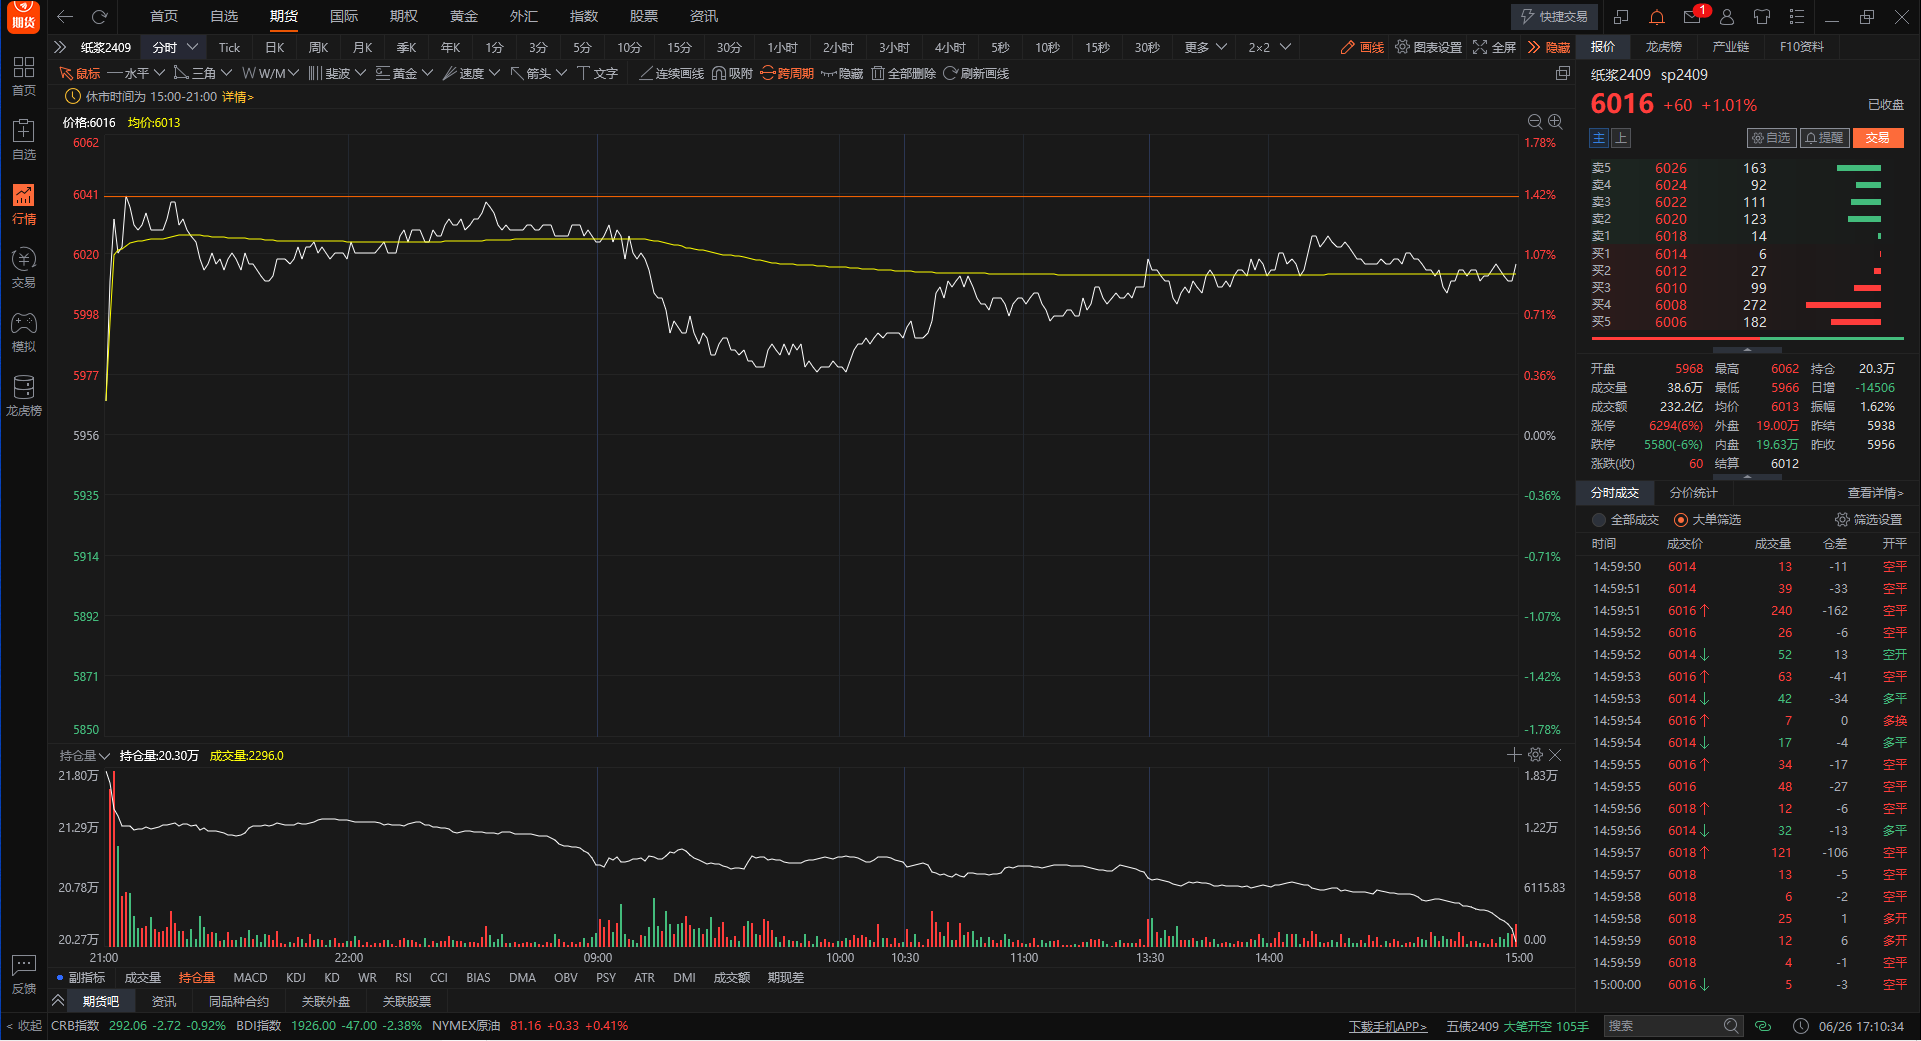 期货 首页 自选 期货 国际 期权 黄金 外汇 指数 股票 资讯 快捷交易 1
纸浆2409 分时 Tick 日K 周K 月K 季K 年K 1分 3分 5分 10分 15分 30分 1小时 2小时 3小时 4小时 5秒 10秒 15秒 30秒 更多 2×2 画线 图表设置 全屏 隐藏
鼠标 水平 三角 W/M 斐波 黄金 速度 箭头 文字 连续画线 吸附 跨周期 隐藏 全部删除 刷新画线
休市时间为 15:00-21:00 详情>
价格:6016 均价:6013
首页
自选
行情
交易
模拟
龙虎榜
反馈
< 收起
6062 1.78%
6041 1.42%
6020 1.07%
5998 0.71%
5977 0.36%
5956 0.00%
5935 -0.36%
5914 -0.71%
5892 -1.07%
5871 -1.42%
5850 -1.78%
持仓量 持仓量:20.30万 成交量:2296.0
21.80万 1.83万
21.29万 1.22万
20.78万 6115.83
20.27万 0.00
21:00 22:00 09:00 10:00 10:30 11:00 13:30 14:00 15:00
副指标 成交量 持仓量 MACD KDJ KD WR RSI CCI BIAS DMA OBV PSY ATR DMI 成交额 期现差
期货吧 资讯 同品种合约 关联外盘 关联股票
报价 龙虎榜 产业链 F10资料
纸浆2409 sp2409
6016 +60 +1.01% 已收盘
主 上 自选 提醒 交易
卖5 6026 163
卖4 6024 92
卖3 6022 111
卖2 6020 123
卖1 6018 14
买1 6014 6
买2 6012 27
买3 6010 99
买4 6008 272
买5 6006 182
开盘 5968 最高 6062 持仓 20.3万
成交量 38.6万 最低 5966 日增 -14506
成交额 232.2亿 均价 6013 振幅 1.62%
涨停 6294(6%) 外盘 19.00万 昨结 5938
跌停 5580(-6%) 内盘 19.63万 昨收 5956
涨跌(收) 60 结算 6012
分时成交 分价统计 查看详情>
全部成交 大单筛选 筛选设置
时间 成交价 成交量 仓差 开平
14:59:50 6014 13 -11 空平
14:59:51 6014 39 -33 空平
14:59:51 6016↑ 240 -162 空平
14:59:52 6016 26 -6 空平
14:59:52 6014↓ 52 13 空开
14:59:53 6016↑ 63 -41 空平
14:59:53 6014↓ 42 -34 多平
14:59:54 6016↑ 7 0 多换
14:59:54 6014↓ 17 -4 多平
14:59:55 6016↑ 34 -17 空平
14:59:55 6016 48 -27 空平
14:59:56 6018↑ 12 -6 空平
14:59:56 6014↓ 32 -13 多平
14:59:57 6018↑ 121 -106 空平
14:59:57 6018 13 -5 空平
14:59:58 6018 6 -2 空平
14:59:58 6018 25 1 多开
14:59:59 6018 12 6 多开
14:59:59 6018 4 -1 空平
15:00:00 6016↓ 5 -3 空平
CRB指数 292.06 -2.72 -0.92% BDI指数 1926.00 -47.00 -2.38% NYMEX原油 81.16 +0.33 +0.41% 下载手机APP> 五债2409 大笔开空 105手 搜索 06/26 17:10:34